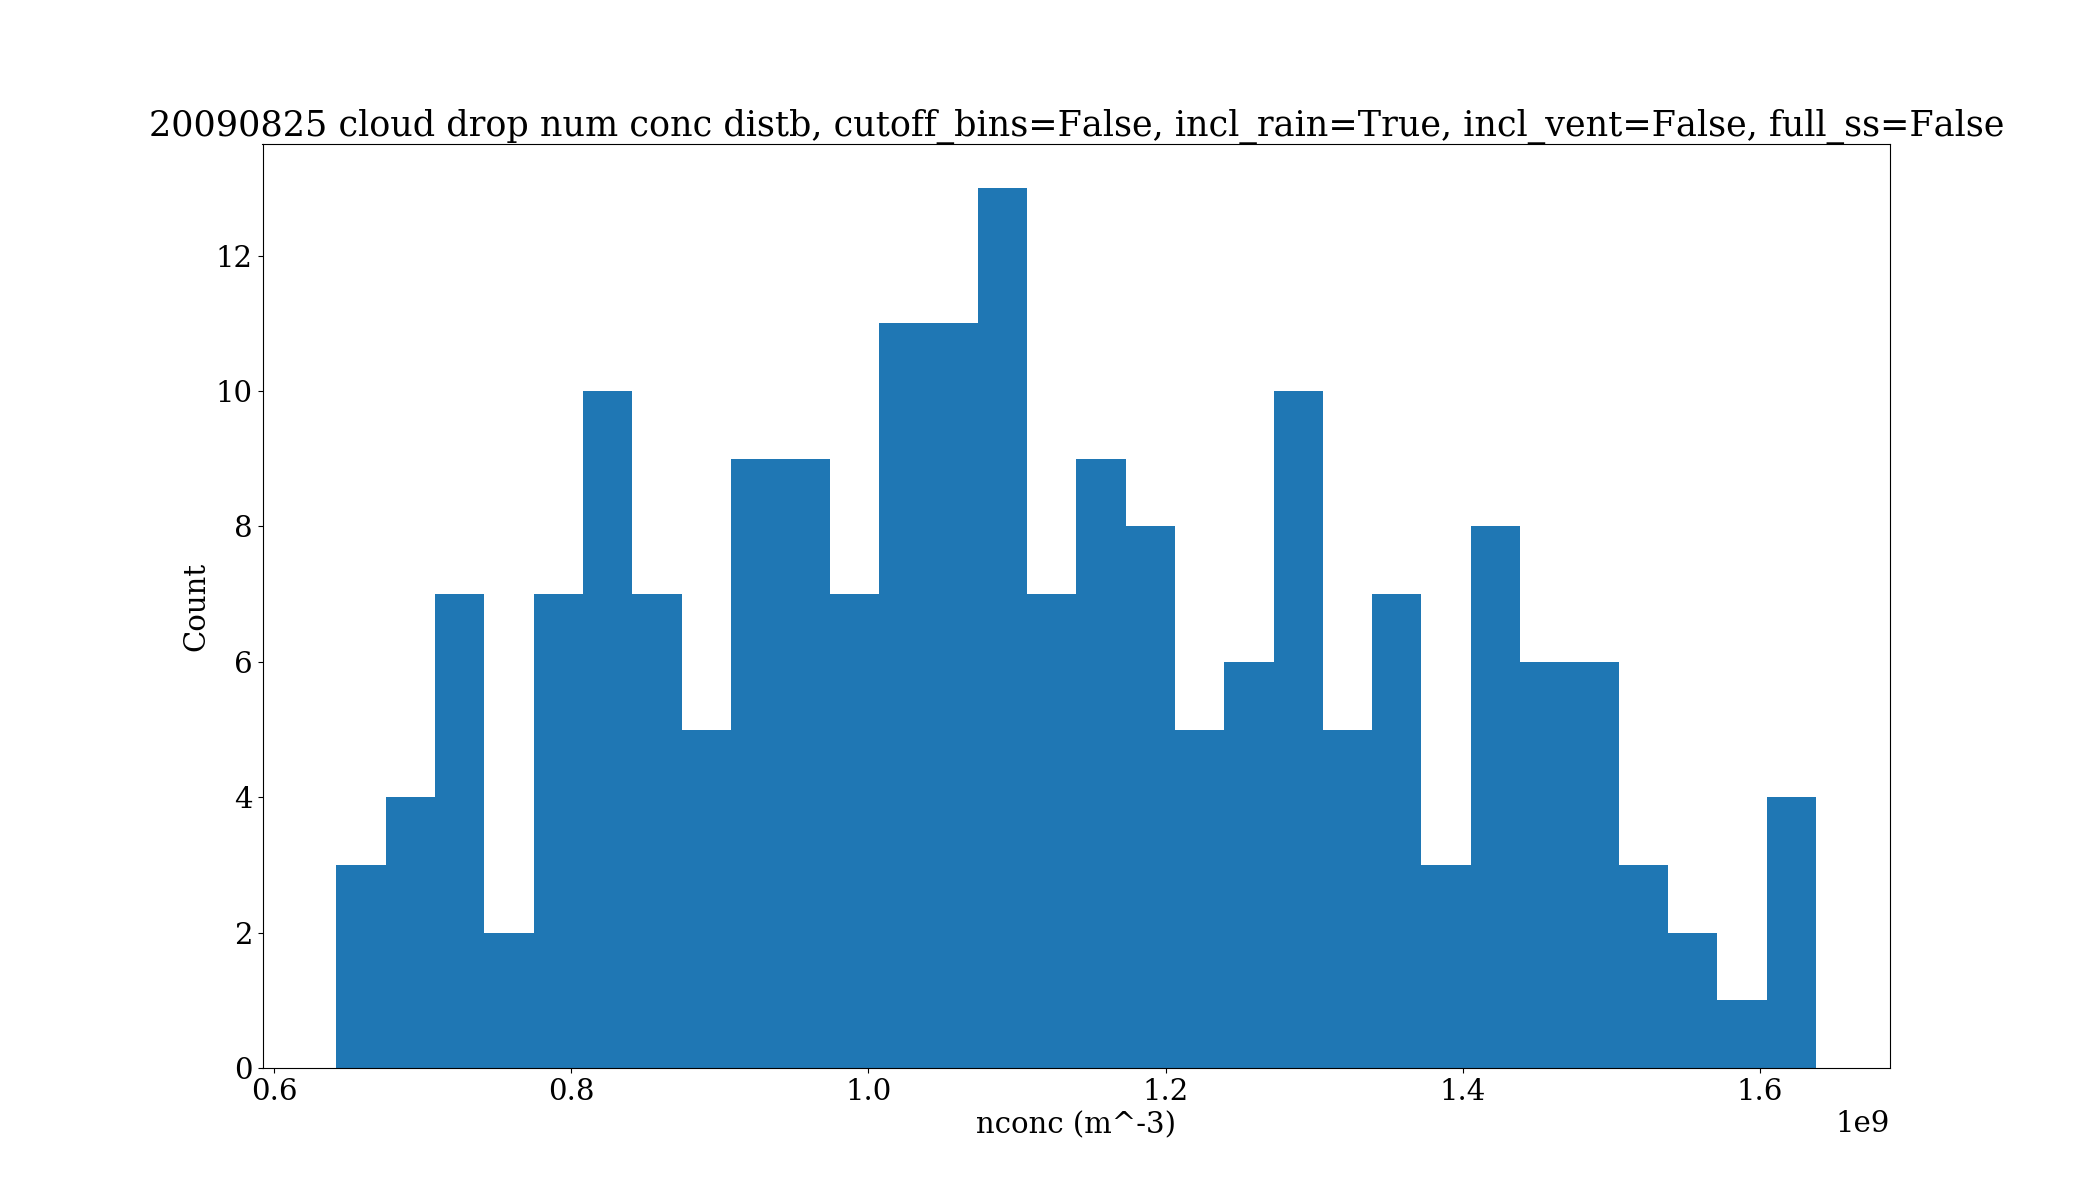 20090825 cloud drop num conc distb, cutoff_bins=False, incl_rain=True, incl_vent=False, full_ss=False
12
10
8
6
4
2
0
Count
0.6 0.8 1.0 1.2 1.4 1.6
nconc (m^-3)
1e9